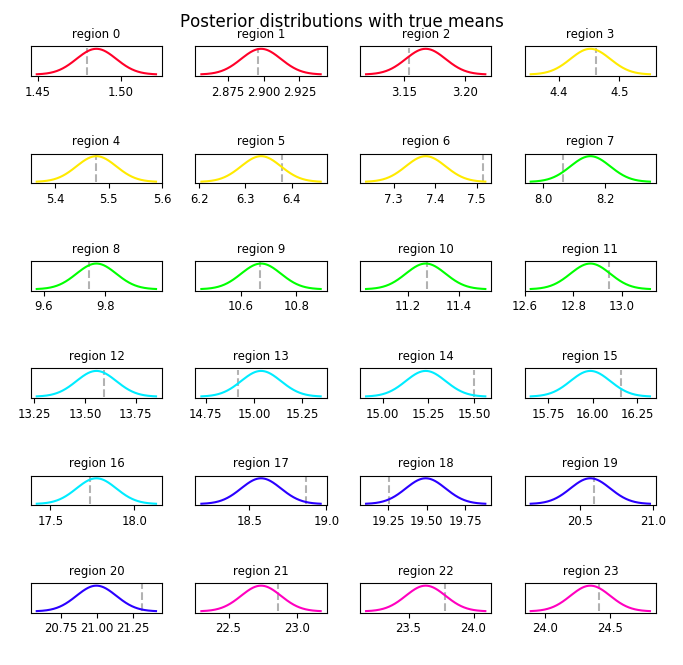 Posterior distributions with true means
region 0 region 1 region 2 region 3
1.45 1.50 2.875 2.900 2.925 3.15 3.20 4.4 4.5
region 4 region 5 region 6 region 7
5.4 5.5 5.6 6.2 6.3 6.4 7.3 7.4 7.5 8.0 8.2
region 8 region 9 region 10 region 11
9.6 9.8 10.6 10.8 11.2 11.4 12.6 12.8 13.0
region 12 region 13 region 14 region 15
13.25 13.50 13.75 14.75 15.00 15.25 15.00 15.25 15.50 15.75 16.00 16.25
region 16 region 17 region 18 region 19
17.5 18.0 18.5 19.0 19.25 19.50 19.75 20.5 21.0
region 20 region 21 region 22 region 23
20.75 21.00 21.25 22.5 23.0 23.5 24.0 24.0 24.5